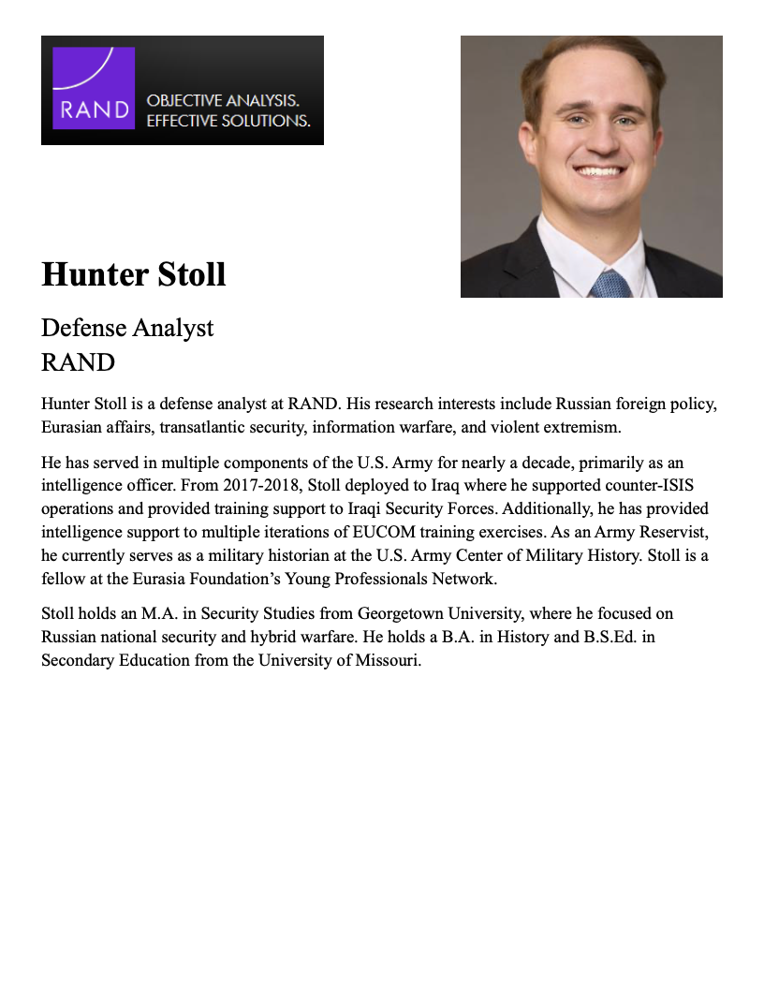 RAND
OBJECTIVE ANALYSIS.
EFFECTIVE SOLUTIONS.
Hunter Stoll
Defense Analyst
RAND
Hunter Stoll is a defense analyst at RAND. His research interests include Russian foreign policy,
Eurasian affairs, transatlantic security, information warfare, and violent extremism.
He has served in multiple components of the U.S. Army for nearly a decade, primarily as an
intelligence officer. From 2017-2018, Stoll deployed to Iraq where he supported counter-ISIS
operations and provided training support to Iraqi Security Forces. Additionally, he has provided
intelligence support to multiple iterations of EUCOM training exercises. As an Army Reservist,
he currently serves as a military historian at the U.S. Army Center of Military History. Stoll is a
fellow at the Eurasia Foundation’s Young Professionals Network.
Stoll holds an M.A. in Security Studies from Georgetown University, where he focused on
Russian national security and hybrid warfare. He holds a B.A. in History and B.S.Ed. in
Secondary Education from the University of Missouri.